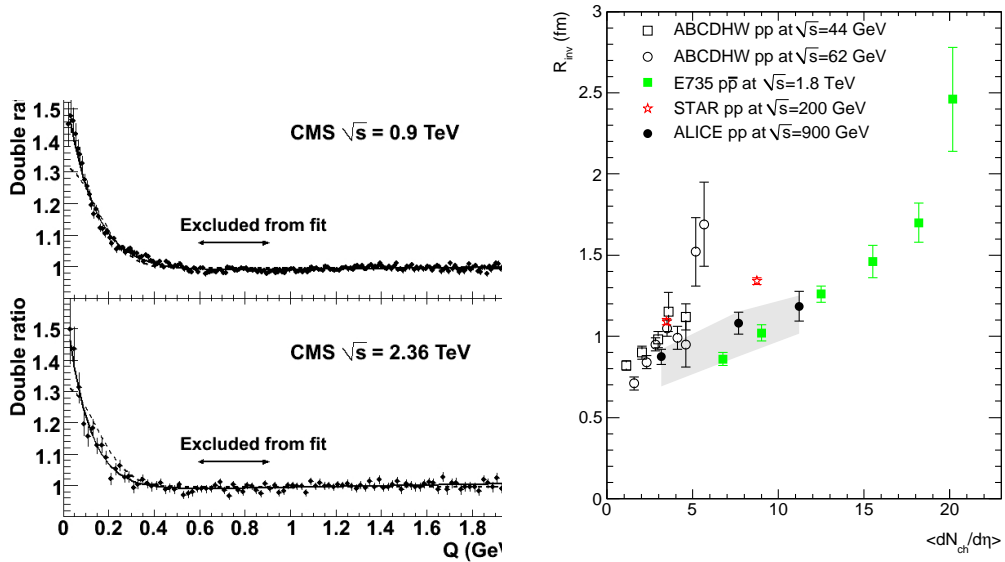 Double ra
1.5
1.4
1.3
1.2
1.1
1
CMS √s = 0.9 TeV
Excluded from fit
Double ratio
1.5
1.4
1.3
1.2
1.1
1
CMS √s = 2.36 TeV
Excluded from fit
0 0.2 0.4 0.6 0.8 1 1.2 1.4 1.6 1.8
Q (Ge
R_inv (fm)
3
2.5
2
1.5
1
0.5
0
ABCDHW pp at √s=44 GeV
ABCDHW pp at √s=62 GeV
E735 pp̅ at √s=1.8 TeV
STAR pp at √s=200 GeV
ALICE pp at √s=900 GeV
0 5 10 15 20
<dN_ch/dη>